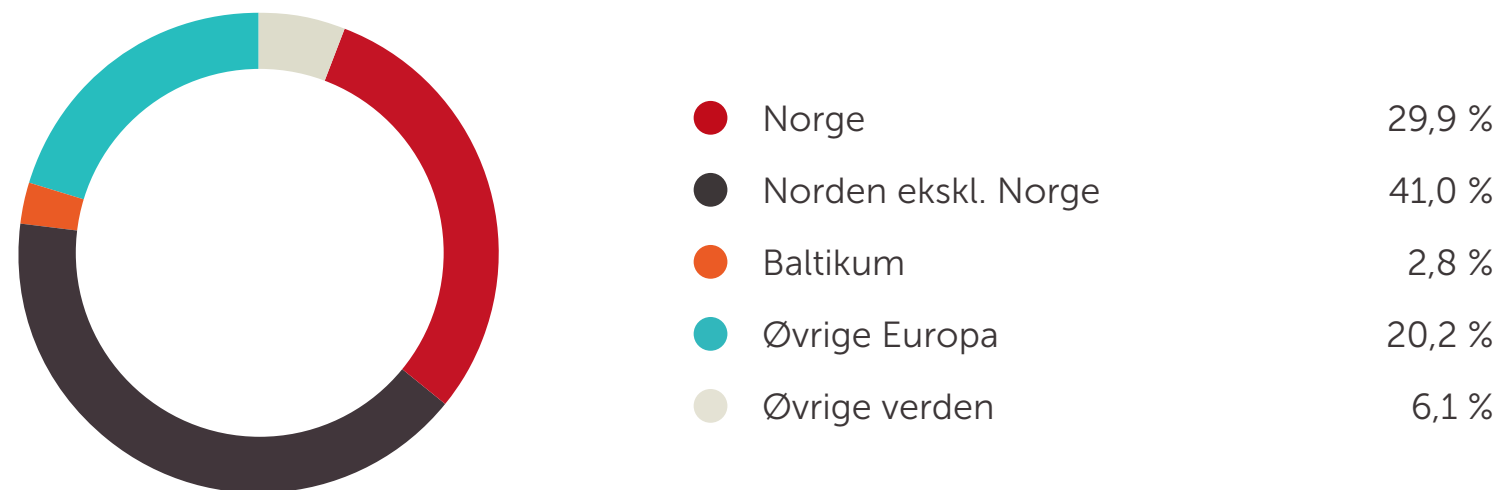 Norge 29,9 %
Norden ekskl. Norge 41,0 %
Baltikum 2,8 %
Øvrige Europa 20,2 %
Øvrige verden 6,1 %